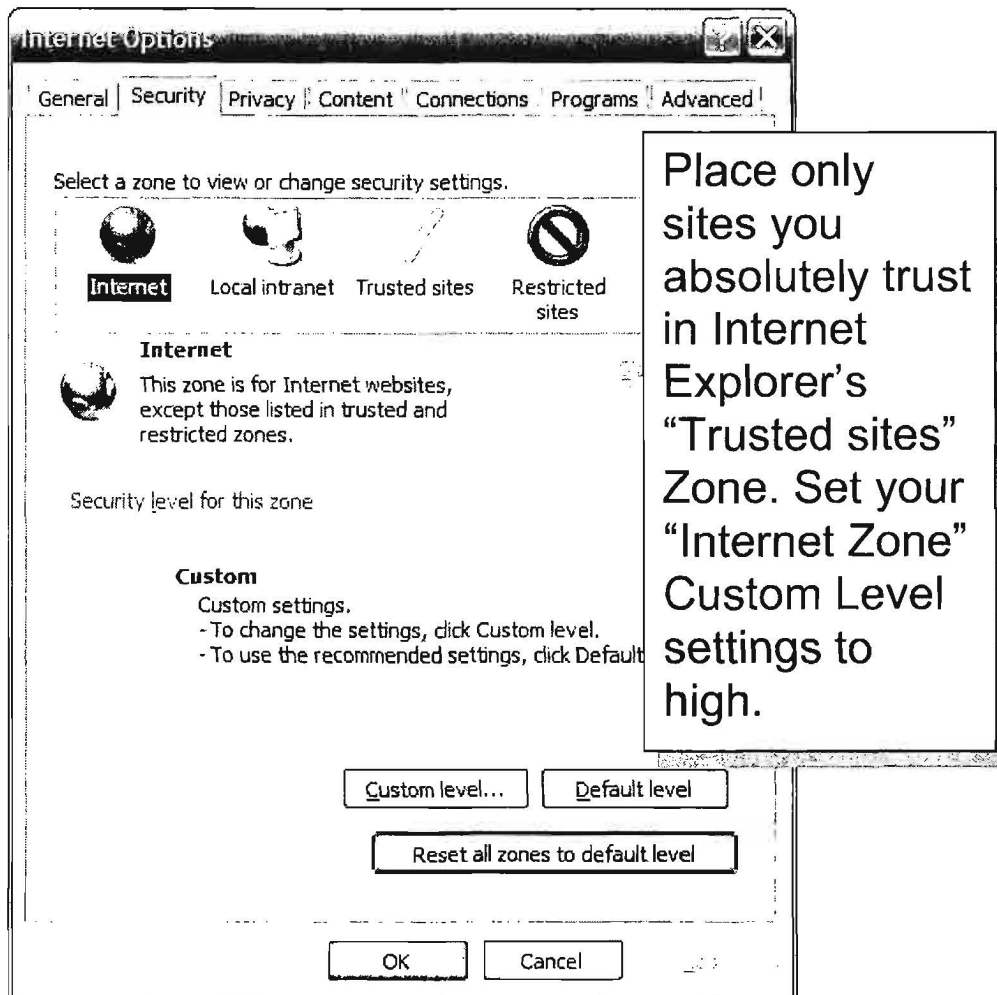 Internet Options
General Security Privacy Content Connections Programs Advanced
Select a zone to view or change security settings.
Internet Local intranet Trusted sites Restricted
sites
Internet
This zone is for Internet websites,
except those listed in trusted and
restricted zones.
Security level for this zone
Custom
Custom settings.
- To change the settings, click Custom level.
- To use the recommended settings, click Default
Custom level... Default level
Reset all zones to default level
OK Cancel
Place only
sites you
absolutely trust
in Internet
Explorer’s
“Trusted sites”
Zone. Set your
“Internet Zone”
Custom Level
settings to
high.